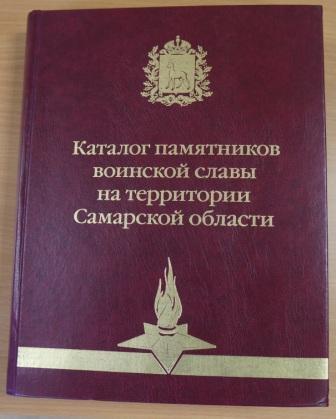 Каталог памятников
воинской славы
на территории
Самарской области